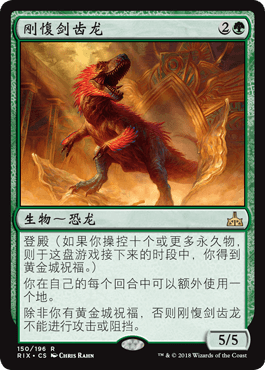 刚愎剑齿龙 2
生物～恐龙
登殿（如果你操控十个或更多永久物，
则于这盘游戏接下来的时段中，你得到
黄金城祝福。）
你在自己的每个回合中可以额外使用一
个地。
除非你有黄金城祝福，否则刚愎剑齿龙
不能进行攻击或阻挡。
5/5
150/196 R
RIX • CS Chris Rahn
™ & © 2018 Wizards of the Coast